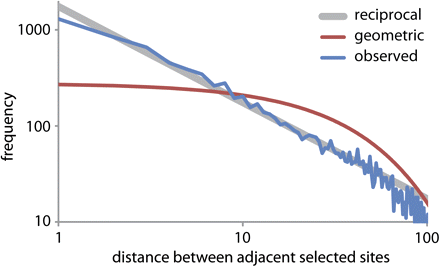 reciprocal
geometric
observed
1000
100
10
frequency
1
10
100
distance between adjacent selected sites